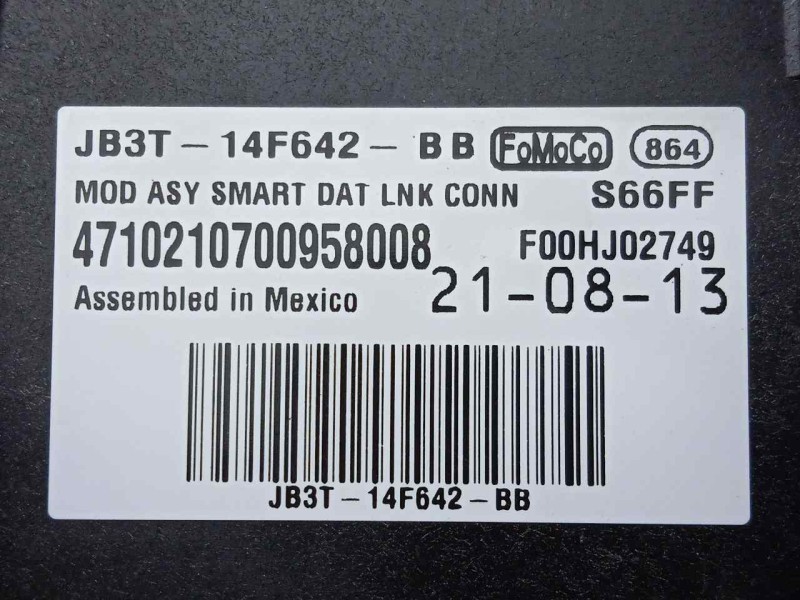 JB3T-14F642-BB FoMoCo 864
MOD ASY SMART DAT LNK CONN S66FF
4710210700958008 F00HJ02749
Assembled in Mexico 21-08-13
JB3T-14F642-BB